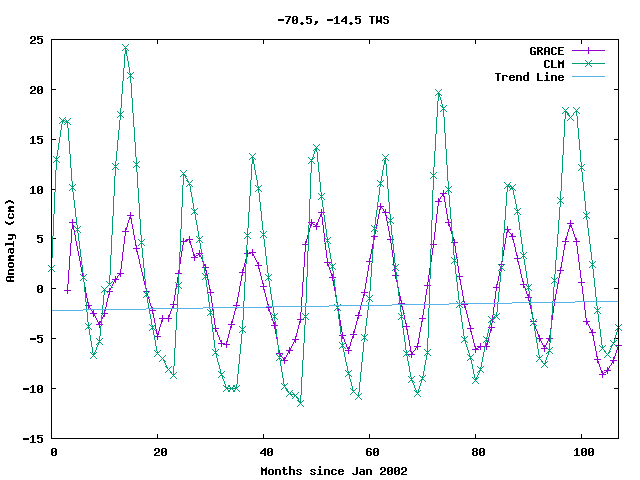 -70.5, -14.5 TWS
GRACE
CLM
Trend Line
25
20
15
10
5
0
-5
-10
-15
Anomaly (cm)
0 20 40 60 80 100
Months since Jan 2002